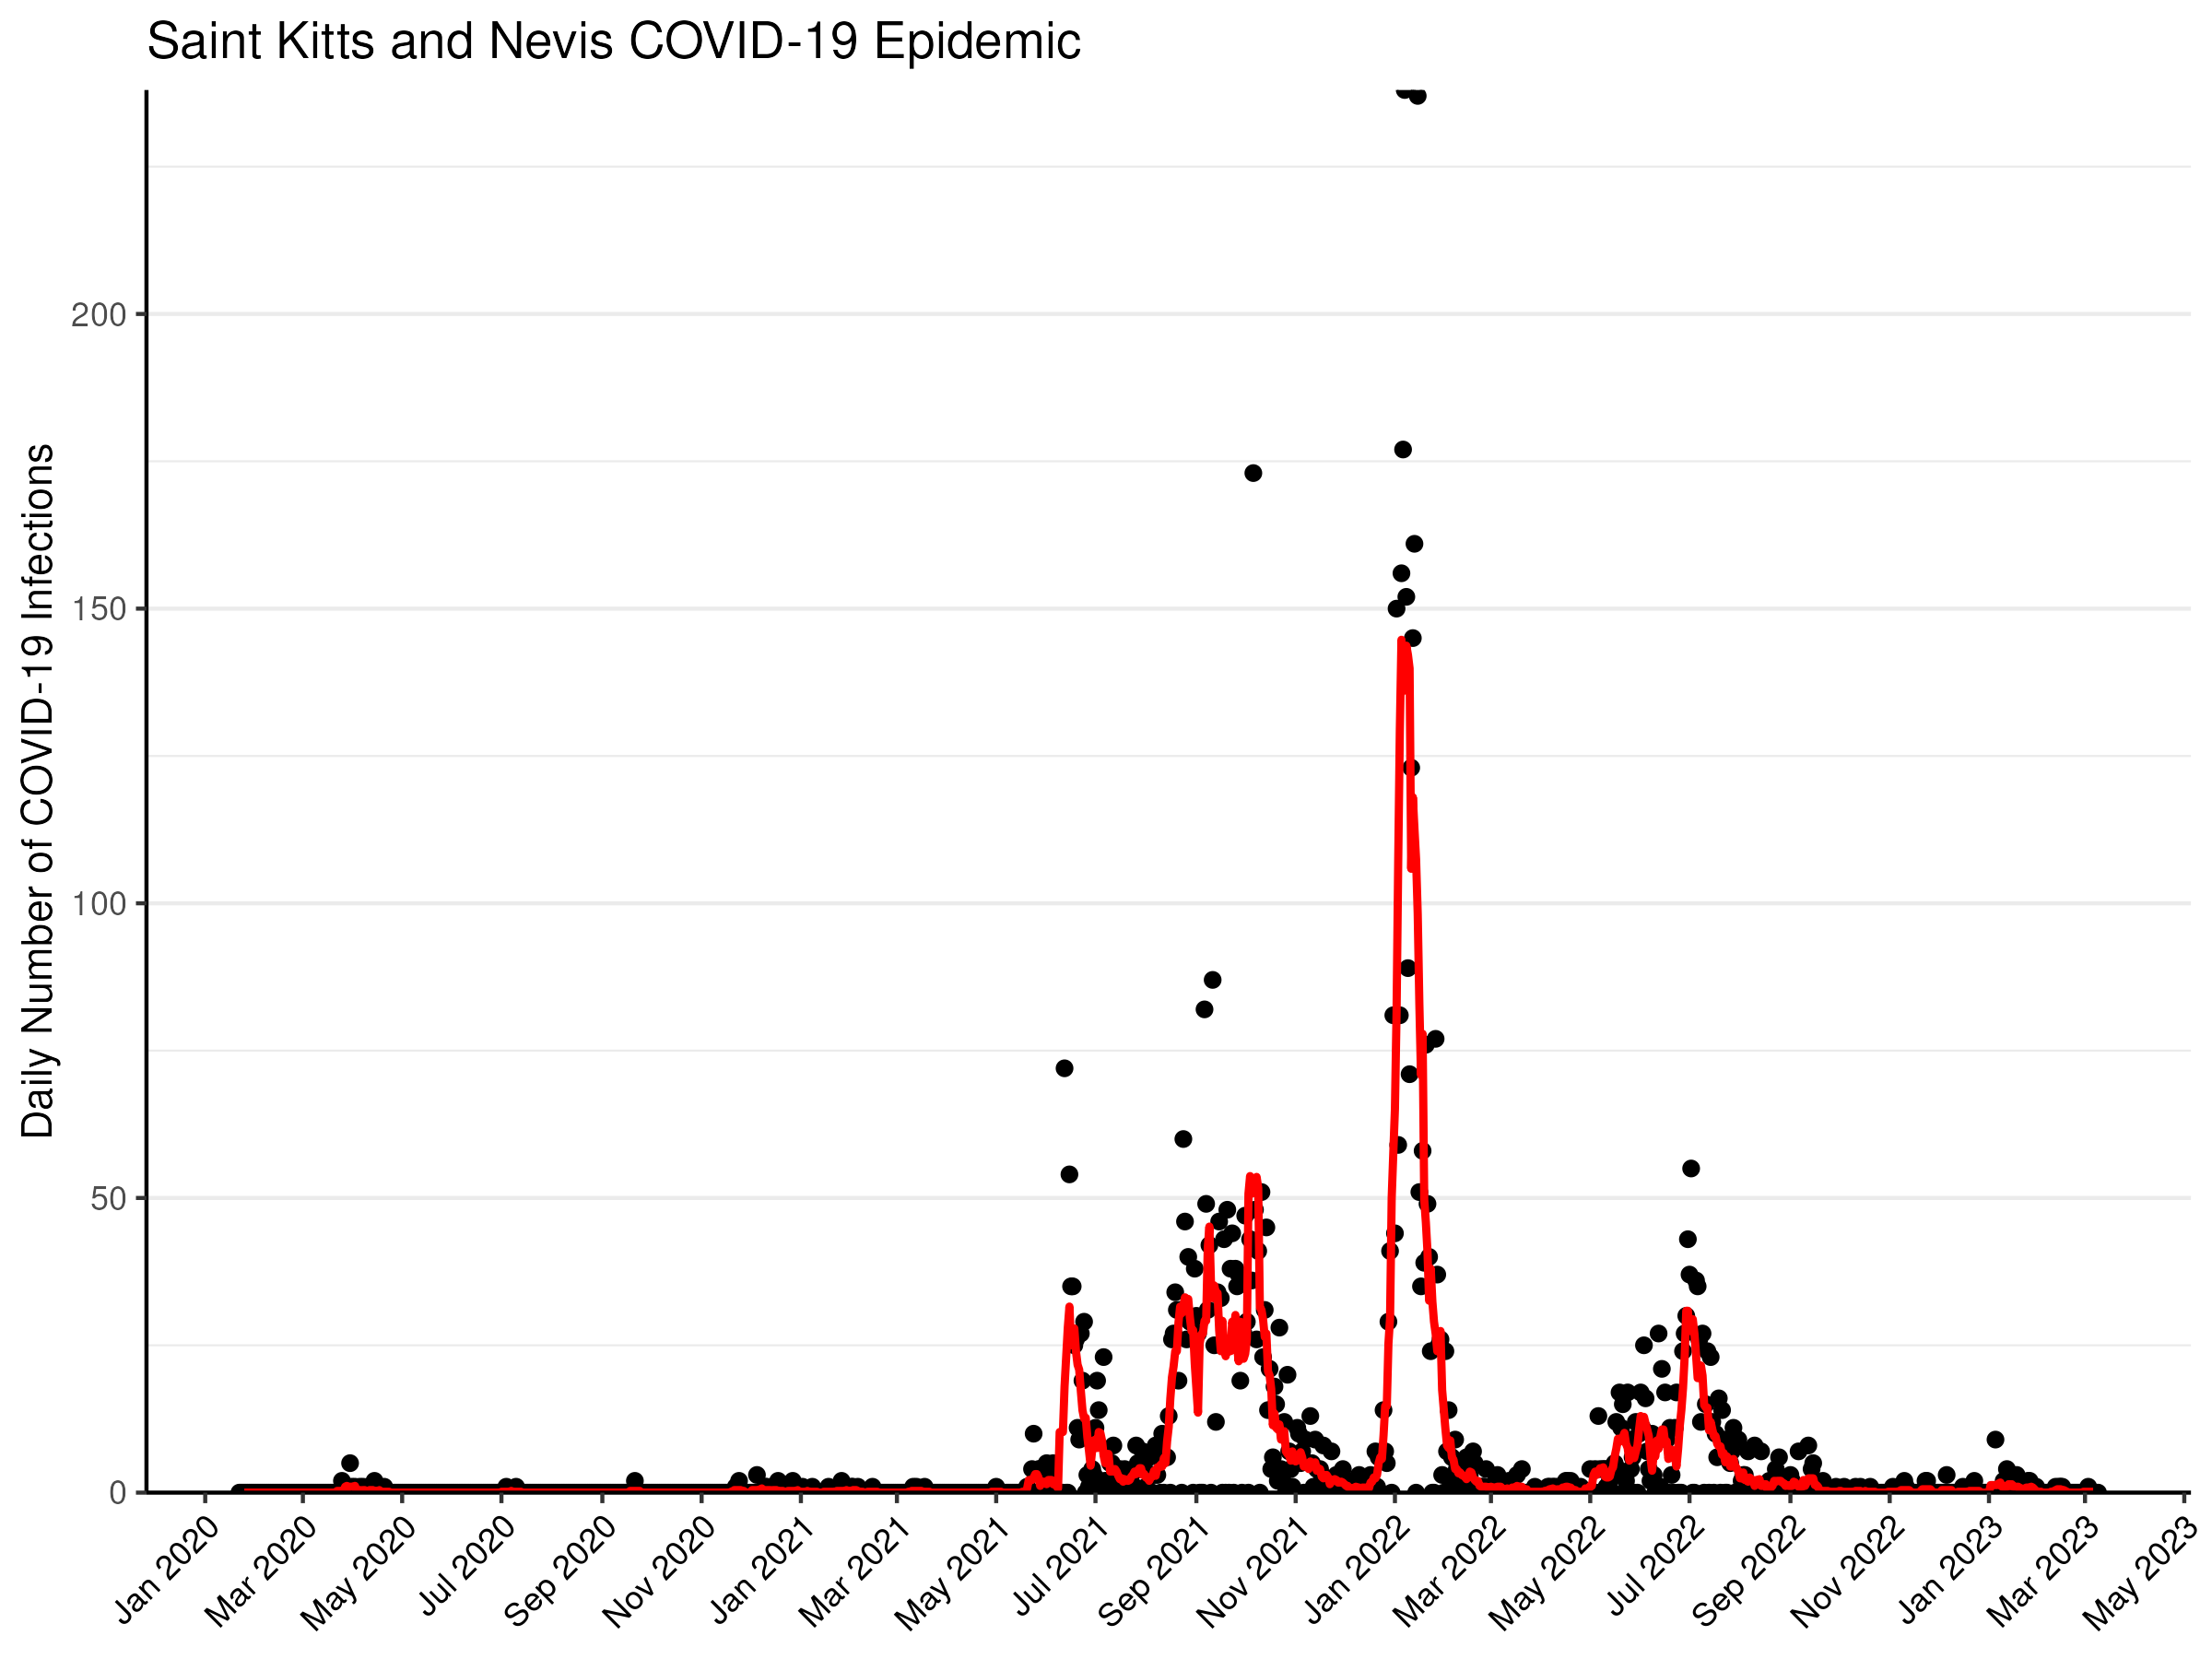 Saint Kitts and Nevis COVID-19 Epidemic
Daily Number of COVID-19 Infections
200
150
100
50
0
Jan 2020
Mar 2020
May 2020
Jul 2020
Sep 2020
Nov 2020
Jan 2021
Mar 2021
May 2021
Jul 2021
Sep 2021
Nov 2021
Jan 2022
Mar 2022
May 2022
Jul 2022
Sep 2022
Nov 2022
Jan 2023
Mar 2023
May 2023